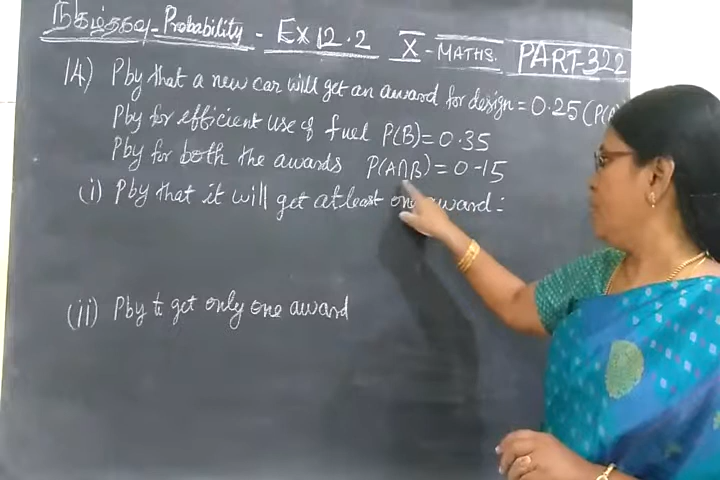 நிகழ்தகவு - Probability - Ex 12.2 X - MATHS. PART-322
14) Pby that a new car will get an award for design = 0.25 (P(
Pby for efficient use of fuel P(B) = 0.35
Pby for both the awards P(A∩B) = 0.15
(i) Pby that it will get atleast one award:
(ii) Pby to get only one award